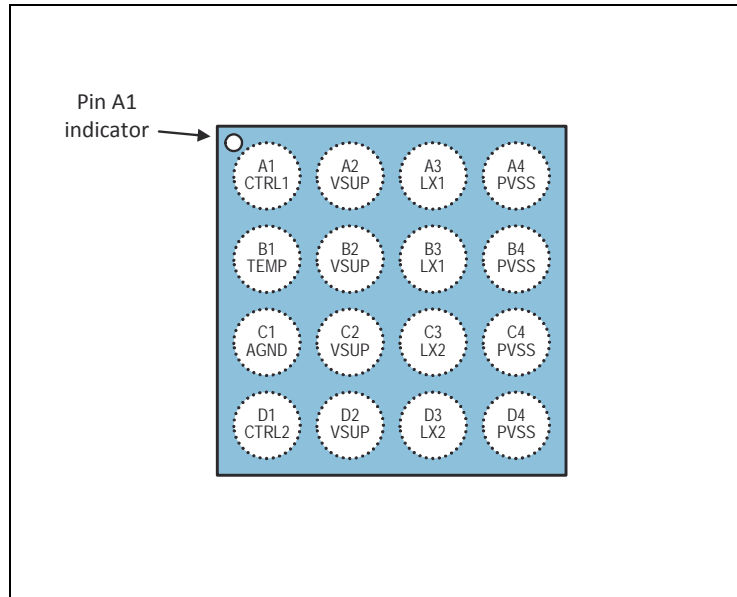 Pin A1
indicator
A1
CTRL1
A2
VSUP
A3
LX1
A4
PVSS
B1
TEMP
B2
VSUP
B3
LX1
B4
PVSS
C1
AGND
C2
VSUP
C3
LX2
C4
PVSS
D1
CTRL2
D2
VSUP
D3
LX2
D4
PVSS